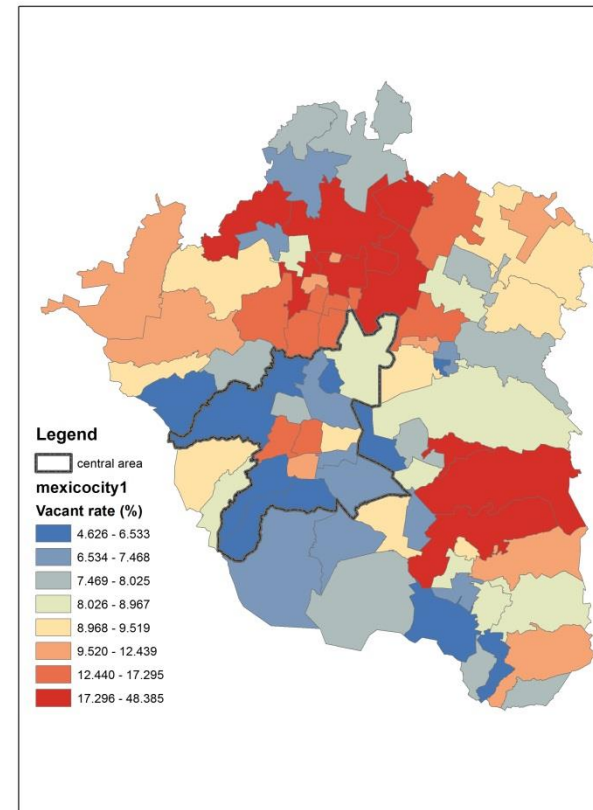 Legend
central area
mexicocity1
Vacant rate (%)
4.626 - 6.533
6.534 - 7.468
7.469 - 8.025
8.026 - 8.967
8.968 - 9.519
9.520 - 12.439
12.440 - 17.295
17.296 - 48.385